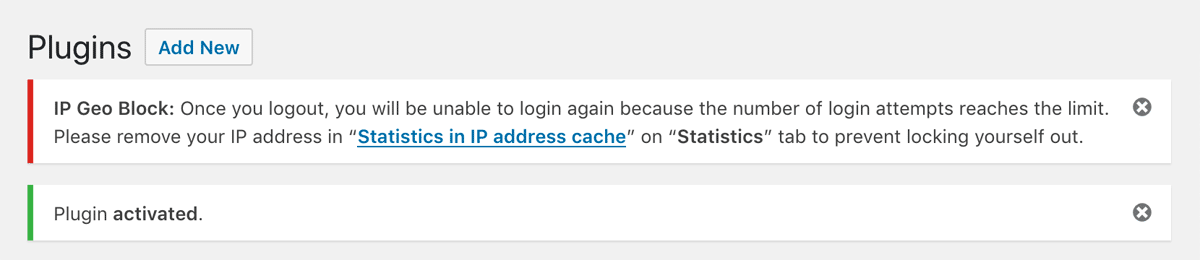 Plugins
Add New
IP Geo Block: Once you logout, you will be unable to login again because the number of login attempts reaches the limit.
Please remove your IP address in “Statistics in IP address cache” on “Statistics” tab to prevent locking yourself out.
Plugin activated.